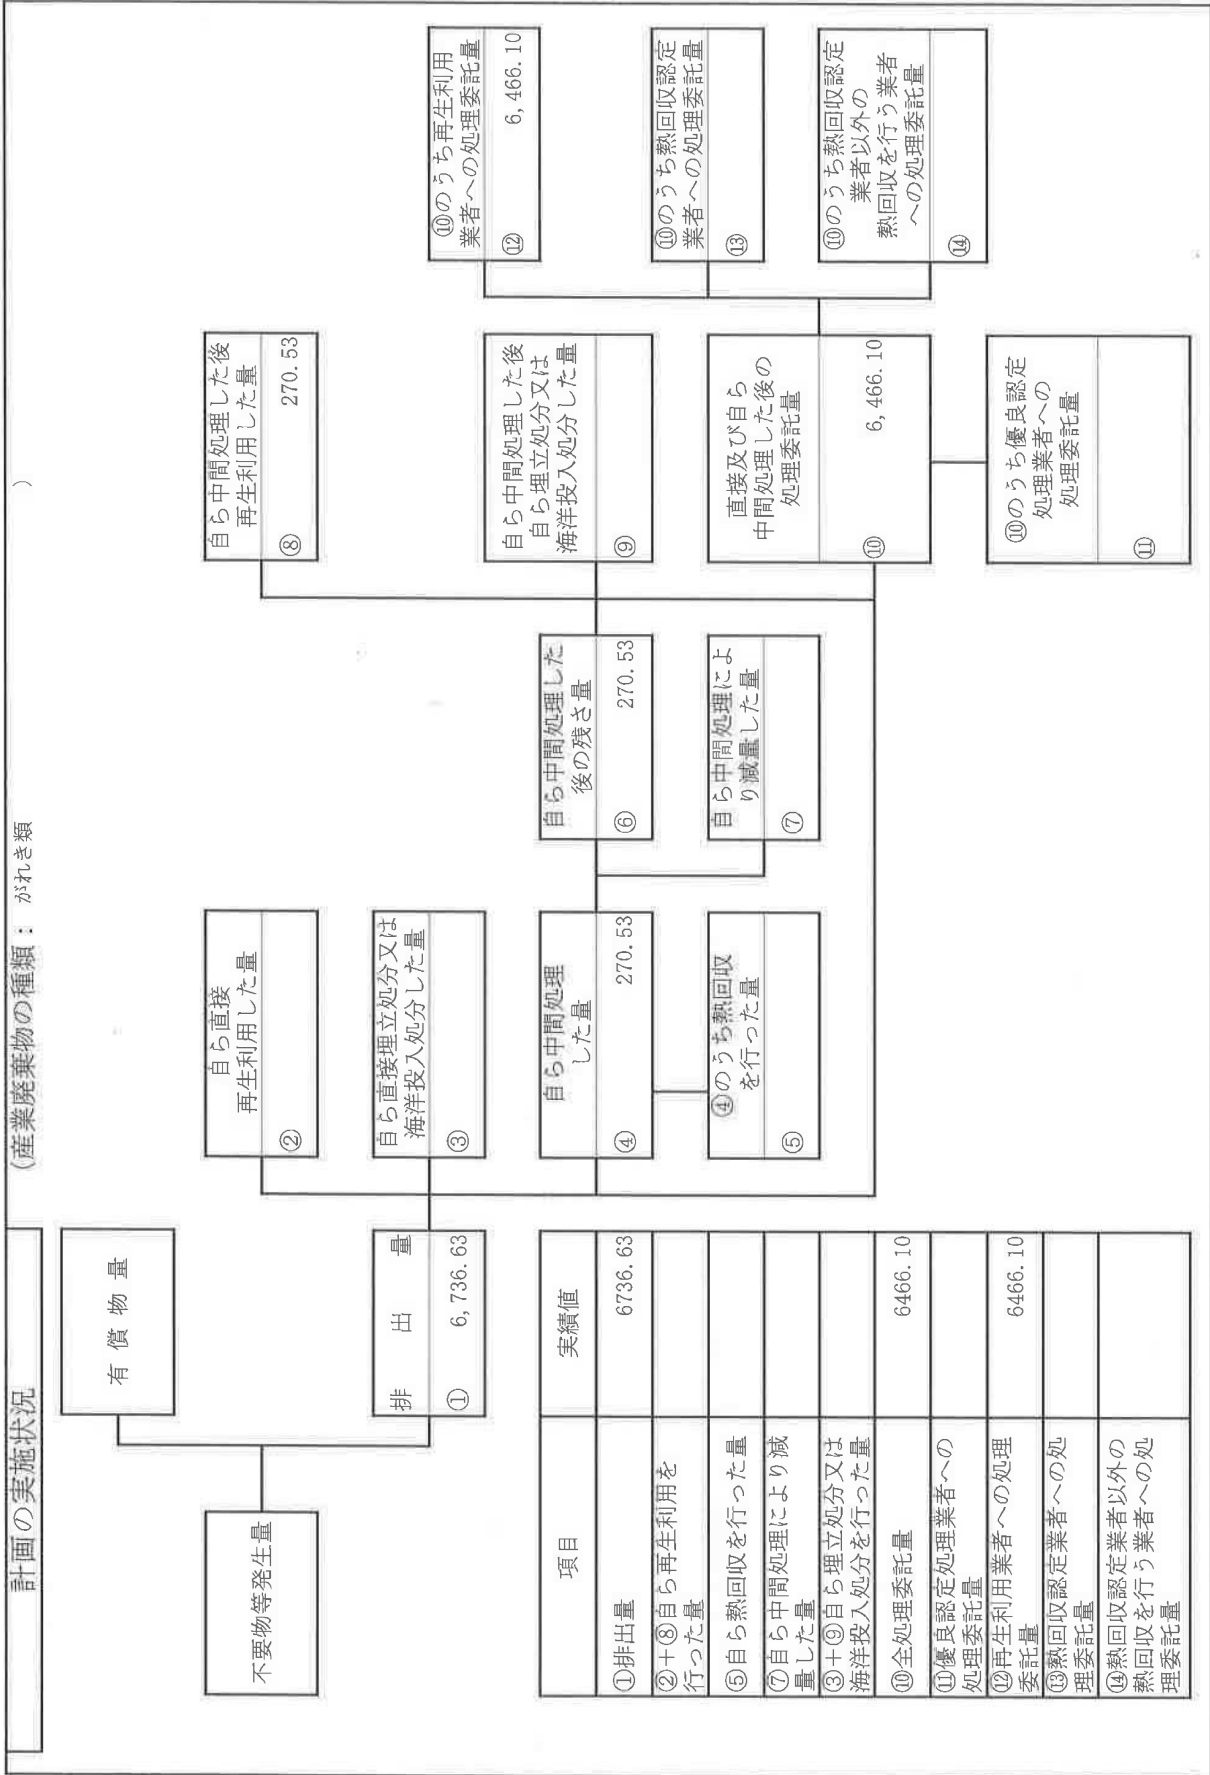 計画の実施状況
(産業廃棄物の種類： がれき類 )
不要物等発生量
有 償 物 量
排 出 量
① 6,736.63
自ら直接
再生利用した量
②
自ら直接埋立処分又は
海洋投入処分した量
③
自ら中間処理
した量
④ 270.53
④のうち熱回収
を行った量
⑤
自ら中間処理した
後の残さ量
⑥ 270.53
自ら中間処理によ
り減量した量
⑦
自ら中間処理した後
再生利用した量
⑧ 270.53
自ら中間処理した後
自ら埋立処分又は
海洋投入処分した量
⑨
直接及び自ら
中間処理した後の
処理委託量
⑩ 6,466.10
⑩のうち優良認定
処理業者への
処理委託量
⑪
⑩のうち再生利用
業者への処理委託量
⑫ 6,466.10
⑩のうち熱回収認定
業者への処理委託量
⑬
⑩のうち熱回収認定
業者以外の
熱回収を行う業者
への処理委託量
⑭
項目 実績値
①排出量 6736.63
②+⑧自ら再生利用を
行った量
⑤自ら熱回収を行った量
⑦自ら中間処理により減
量した量
③+⑨自ら埋立処分又は
海洋投入処分を行った量
⑩全処理委託量 6466.10
⑪優良認定処理業者への
処理委託量
⑫再生利用業者への処理
委託量 6466.10
⑬熱回収認定業者への処
理委託量
⑭熱回収認定業者以外の
熱回収を行う業者への処
理委託量